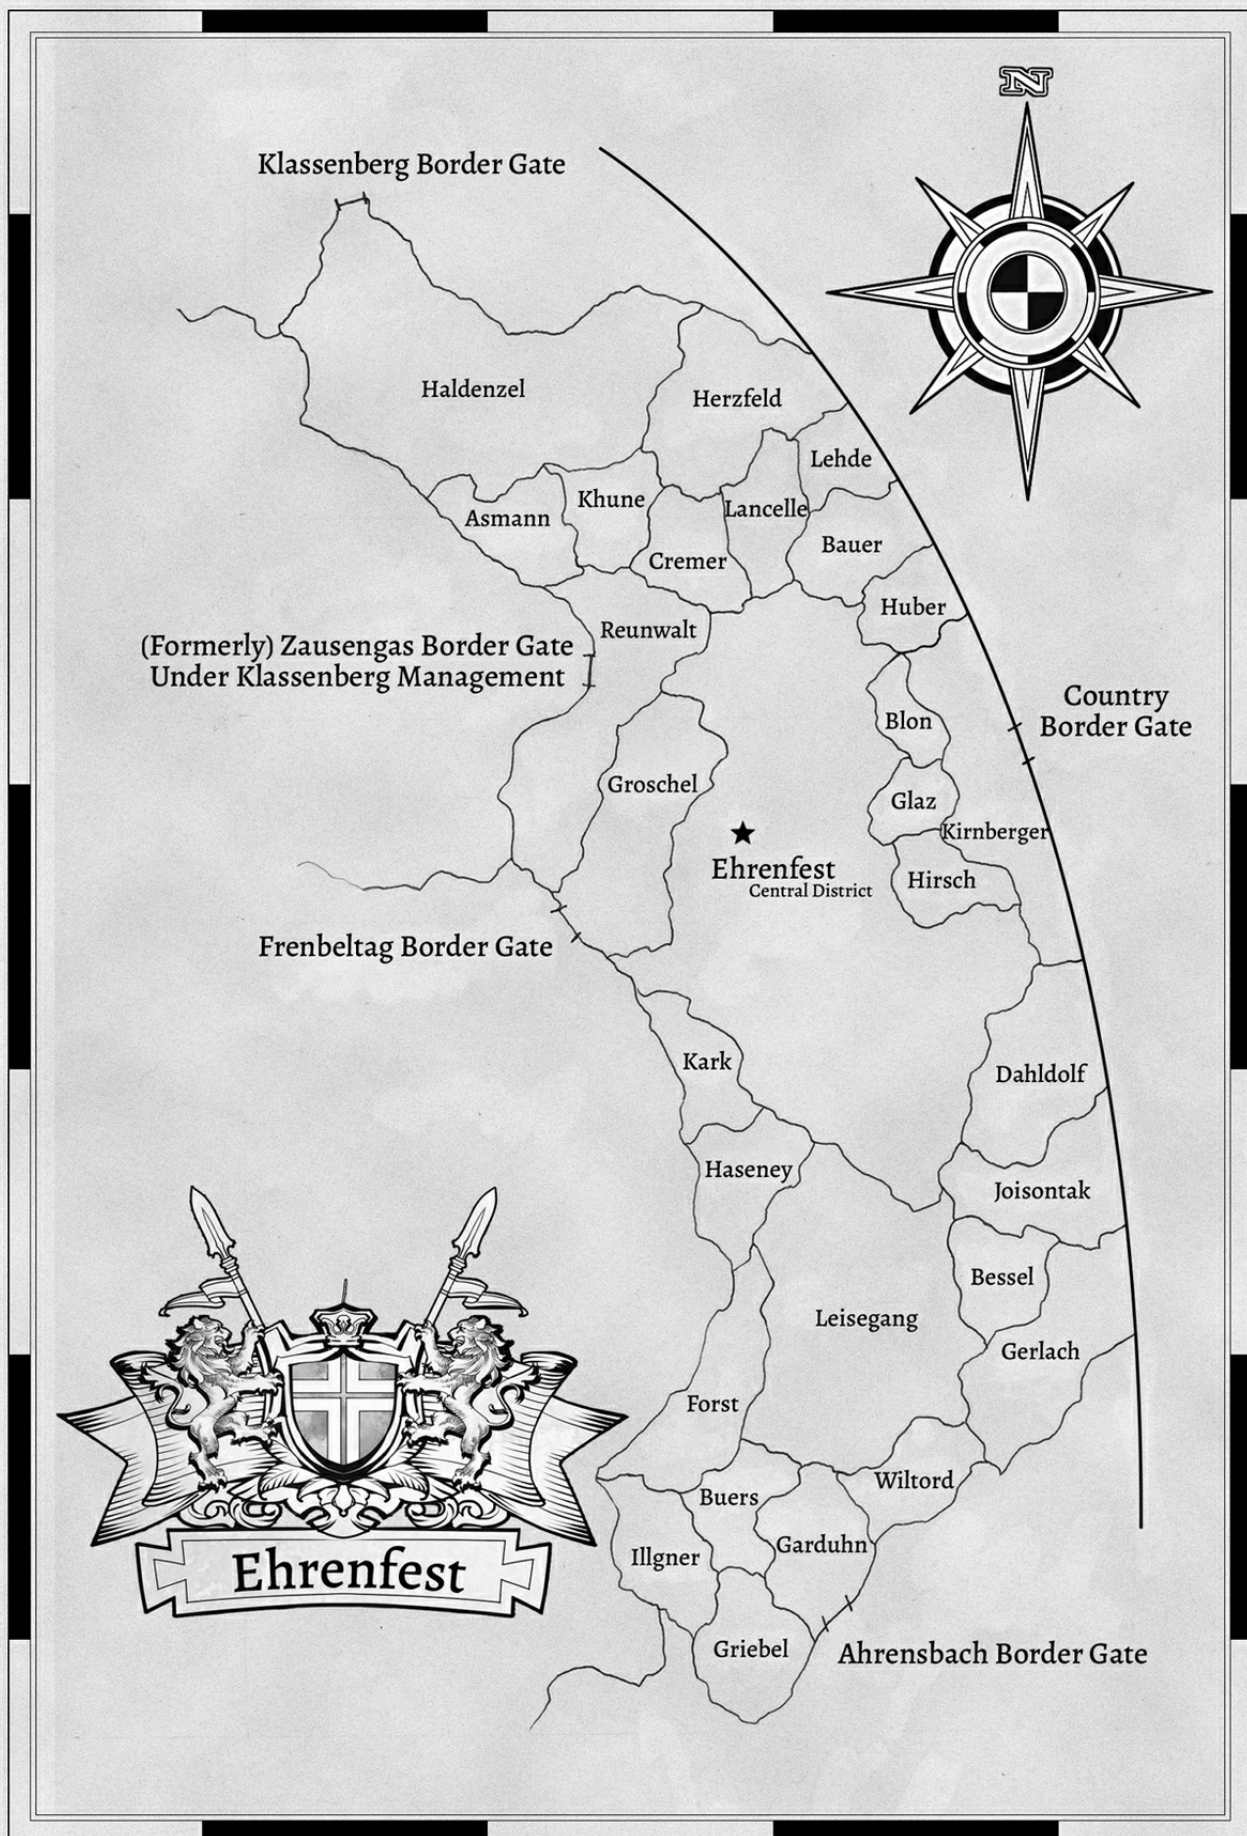 N
Klassenberg Border Gate
Haldenzel
Herzfeld
Lehde
Khune
Lancelle
Asmann
Bauer
Cremer
Huber
Reunwalt
(Formerly) Zausengas Border Gate
Under Klassenberg Management
Country
Border Gate
Blon
Groschel
Glaz
Kirnberger
Ehrenfest
Central District
Hirsch
Frenbeltag Border Gate
Kark
Dahldolf
Haseney
Joisontak
Bessel
Leisegang
Gerlach
Forst
Wiltord
Buers
Garduhn
Illgner
Ehrenfest
Griebel
Ahrensbach Border Gate